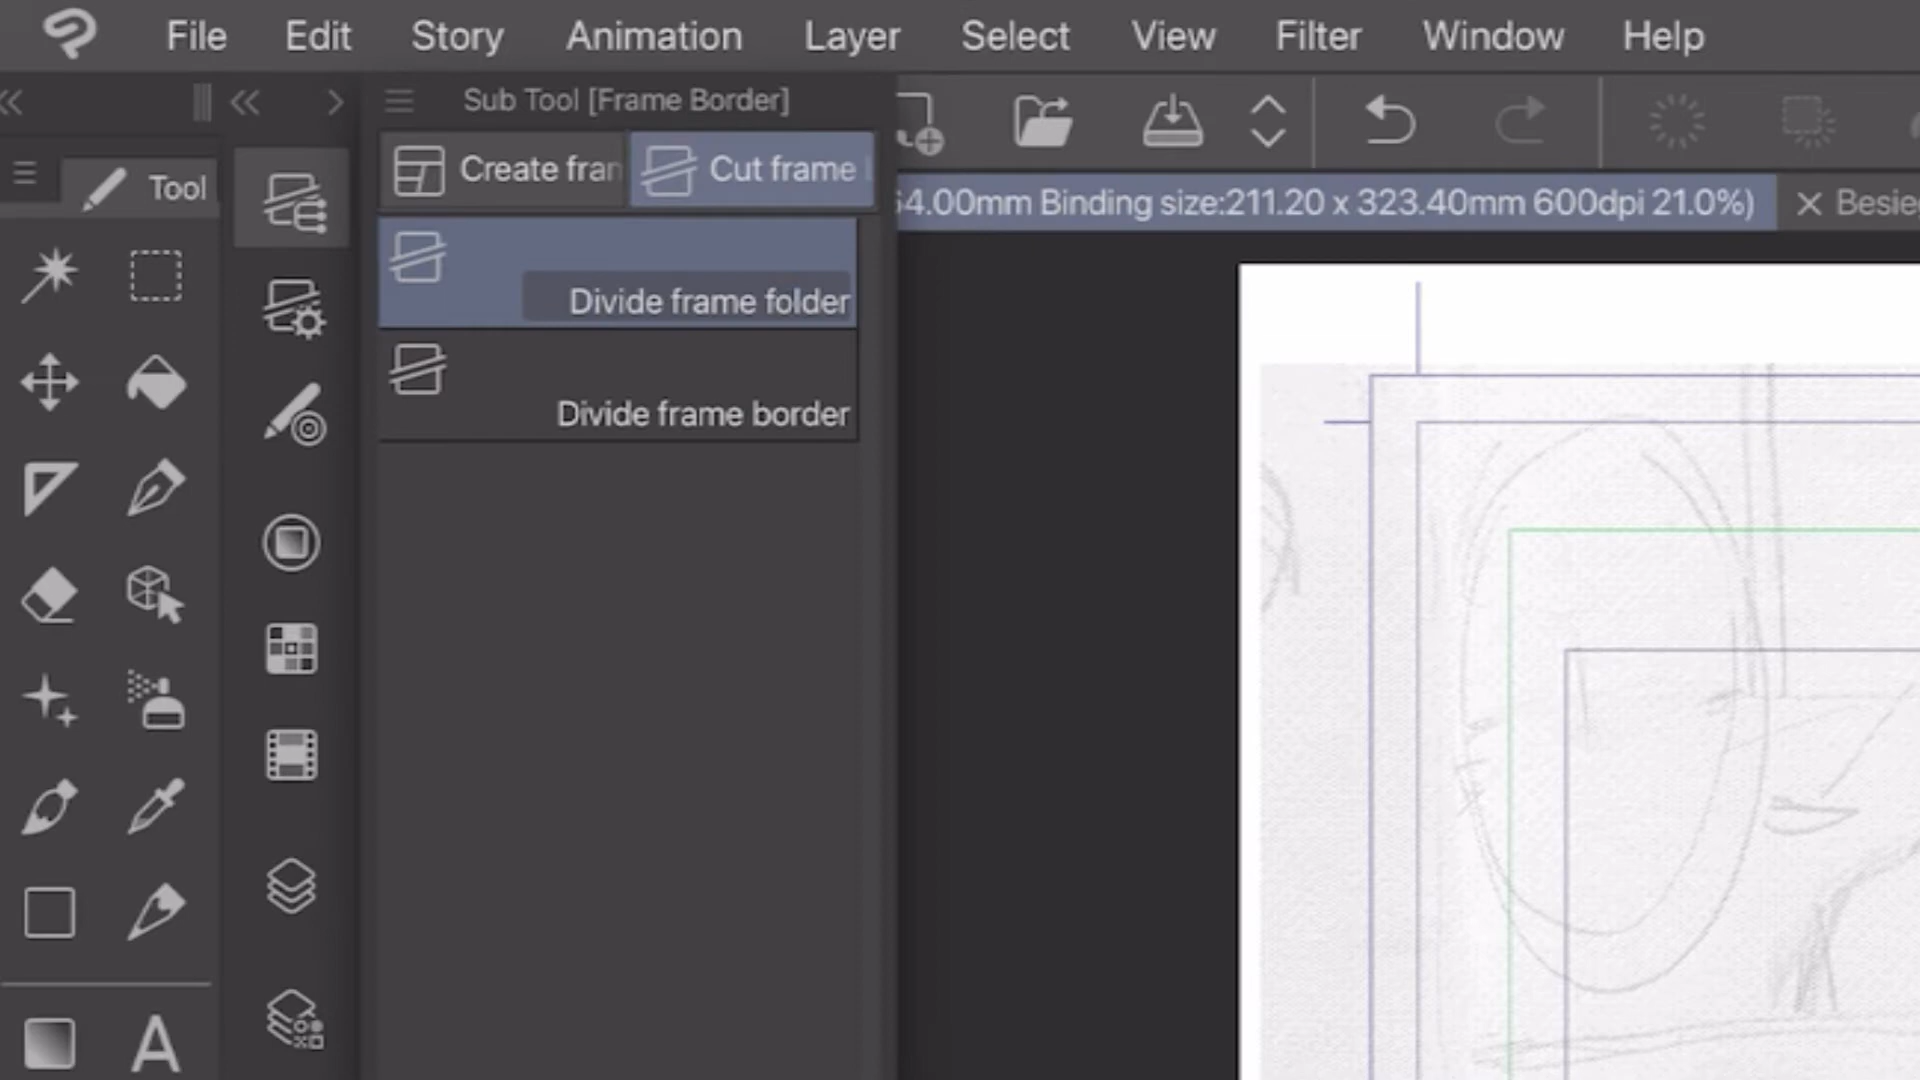 File Edit Story Animation Layer Select View Filter Window Help
Sub Tool [Frame Border]
Tool
Create fran
Cut frame
4.00mm Binding size:211.20 x 323.40mm 600dpi 21.0%)
Besie
Divide frame folder
Divide frame border
A